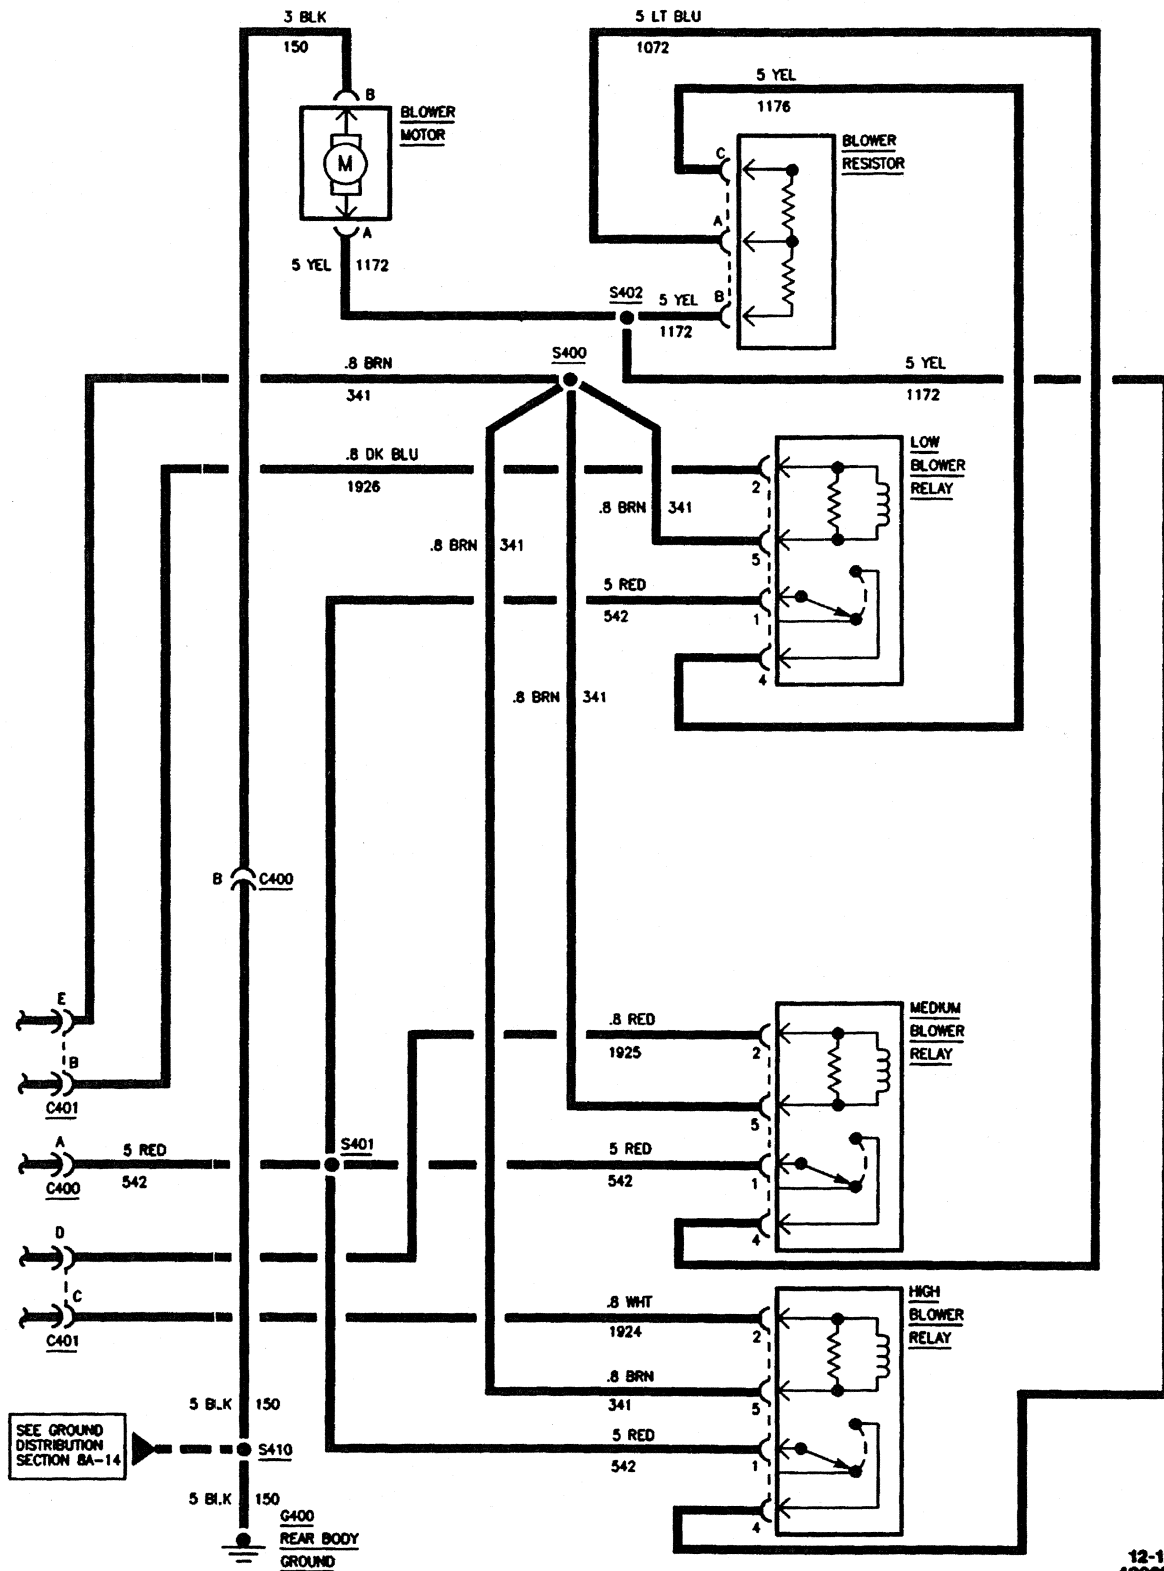 3 BLK
150
5 LT BLU
1072
5 YEL
1176
B
BLOWER
MOTOR
M
A
5 YEL 1172
BLOWER
RESISTOR
C
A
B
S402
5 YEL
1172
S400
.8 BRN
341
5 YEL
1172
.8 DK BLU
1926
LOW
BLOWER
RELAY
2
.8 BRN 341
.8 BRN 341
5
5 RED
542
1
4
.8 BRN 341
B C400
E
B
C401
MEDIUM
BLOWER
RELAY
.8 RED
1925
2
5
A
C400
5 RED
542
S401
5 RED
542
1
4
D
C
C401
HIGH
BLOWER
RELAY
.8 WHT
1924
2
.8 BRN
341
5
5 BLK 150
SEE GROUND
DISTRIBUTION
SECTION 8A-14
S410
5 RED
542
1
4
5 BLK 150
G400
REAR BODY
GROUND